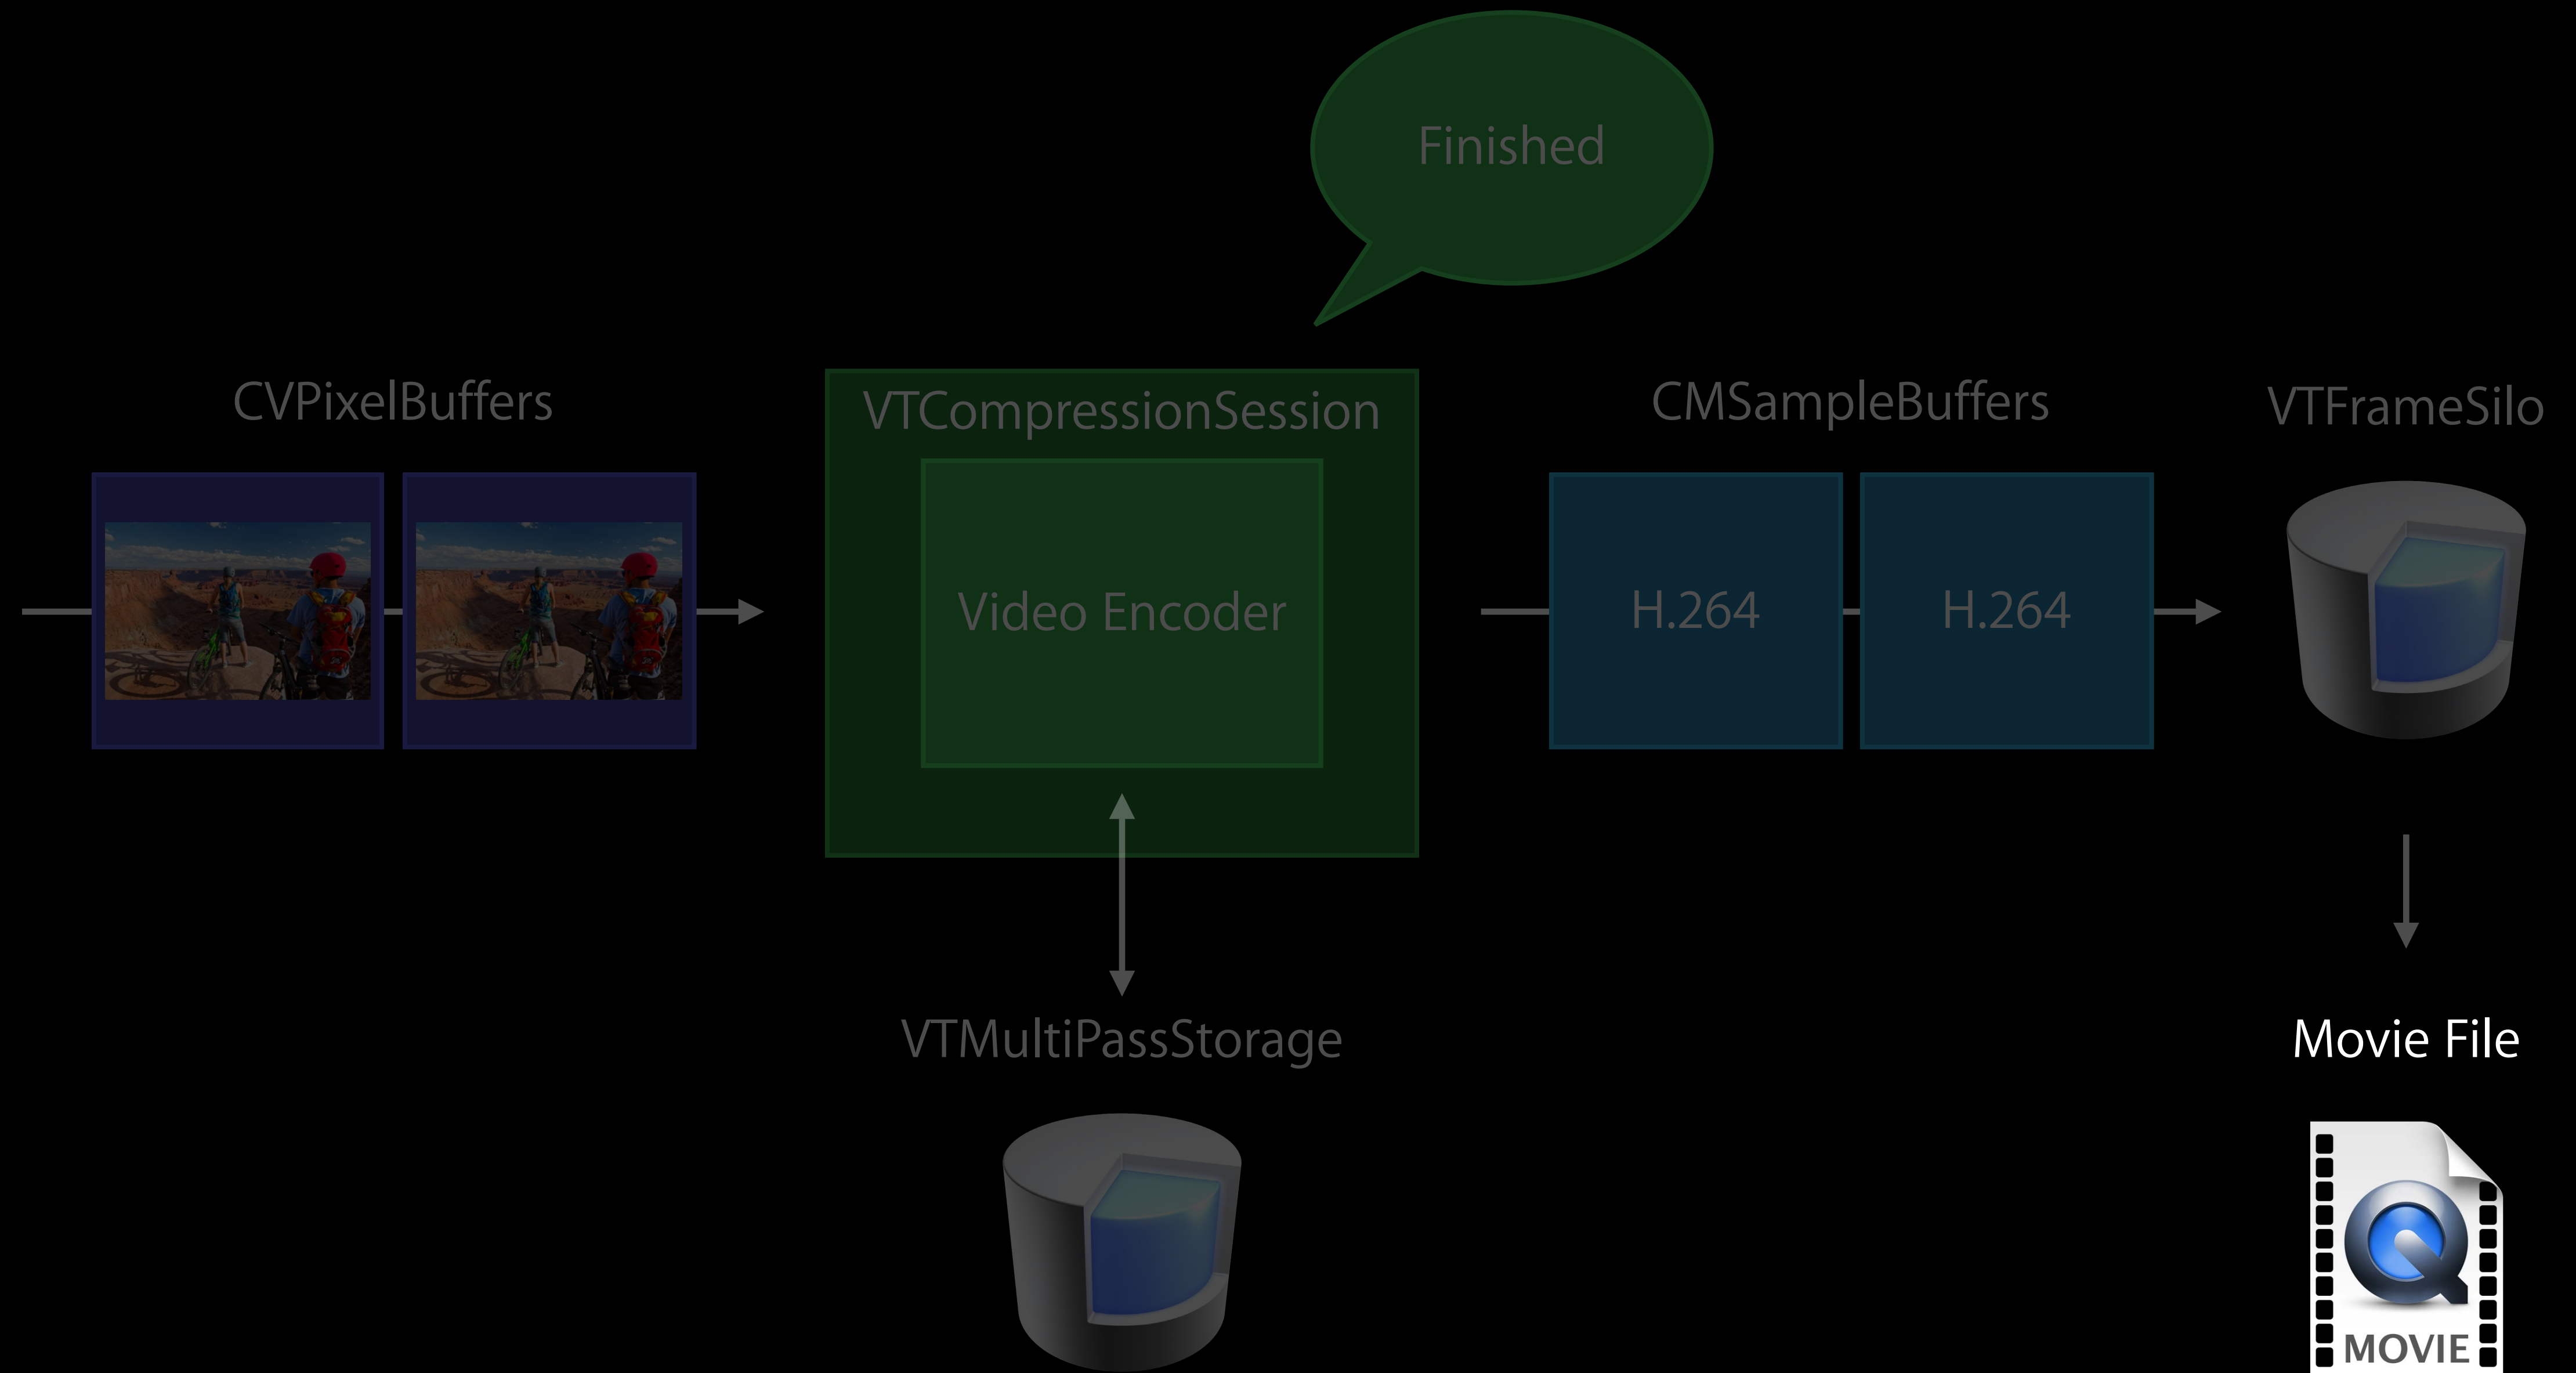 Finished
CVPixelBuffers
VTCompressionSession
CMSampleBuffers
VTFrameSilo
Video Encoder
H.264
H.264
VTMultiPassStorage
Movie File
MOVIE